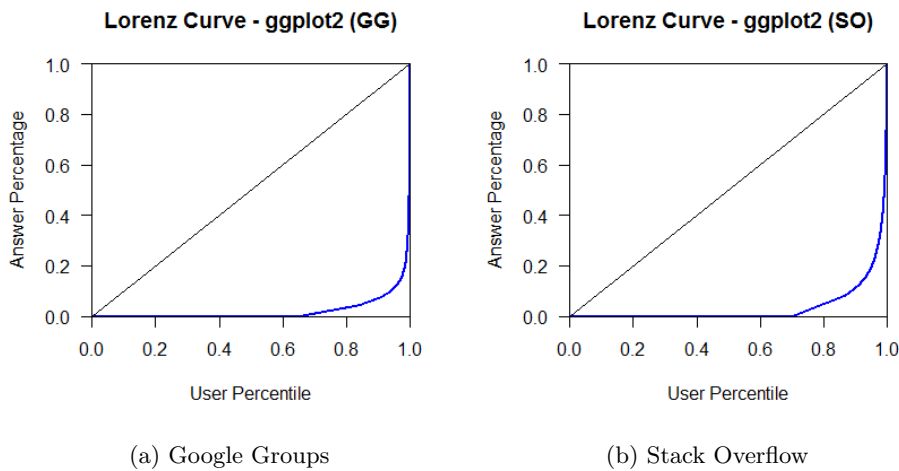 Lorenz Curve - ggplot2 (GG)
1.0
0.8
0.6
0.4
0.2
0.0
Answer Percentage
0.0 0.2 0.4 0.6 0.8 1.0
User Percentile
(a) Google Groups
Lorenz Curve - ggplot2 (SO)
1.0
0.8
0.6
0.4
0.2
0.0
Answer Percentage
0.0 0.2 0.4 0.6 0.8 1.0
User Percentile
(b) Stack Overflow